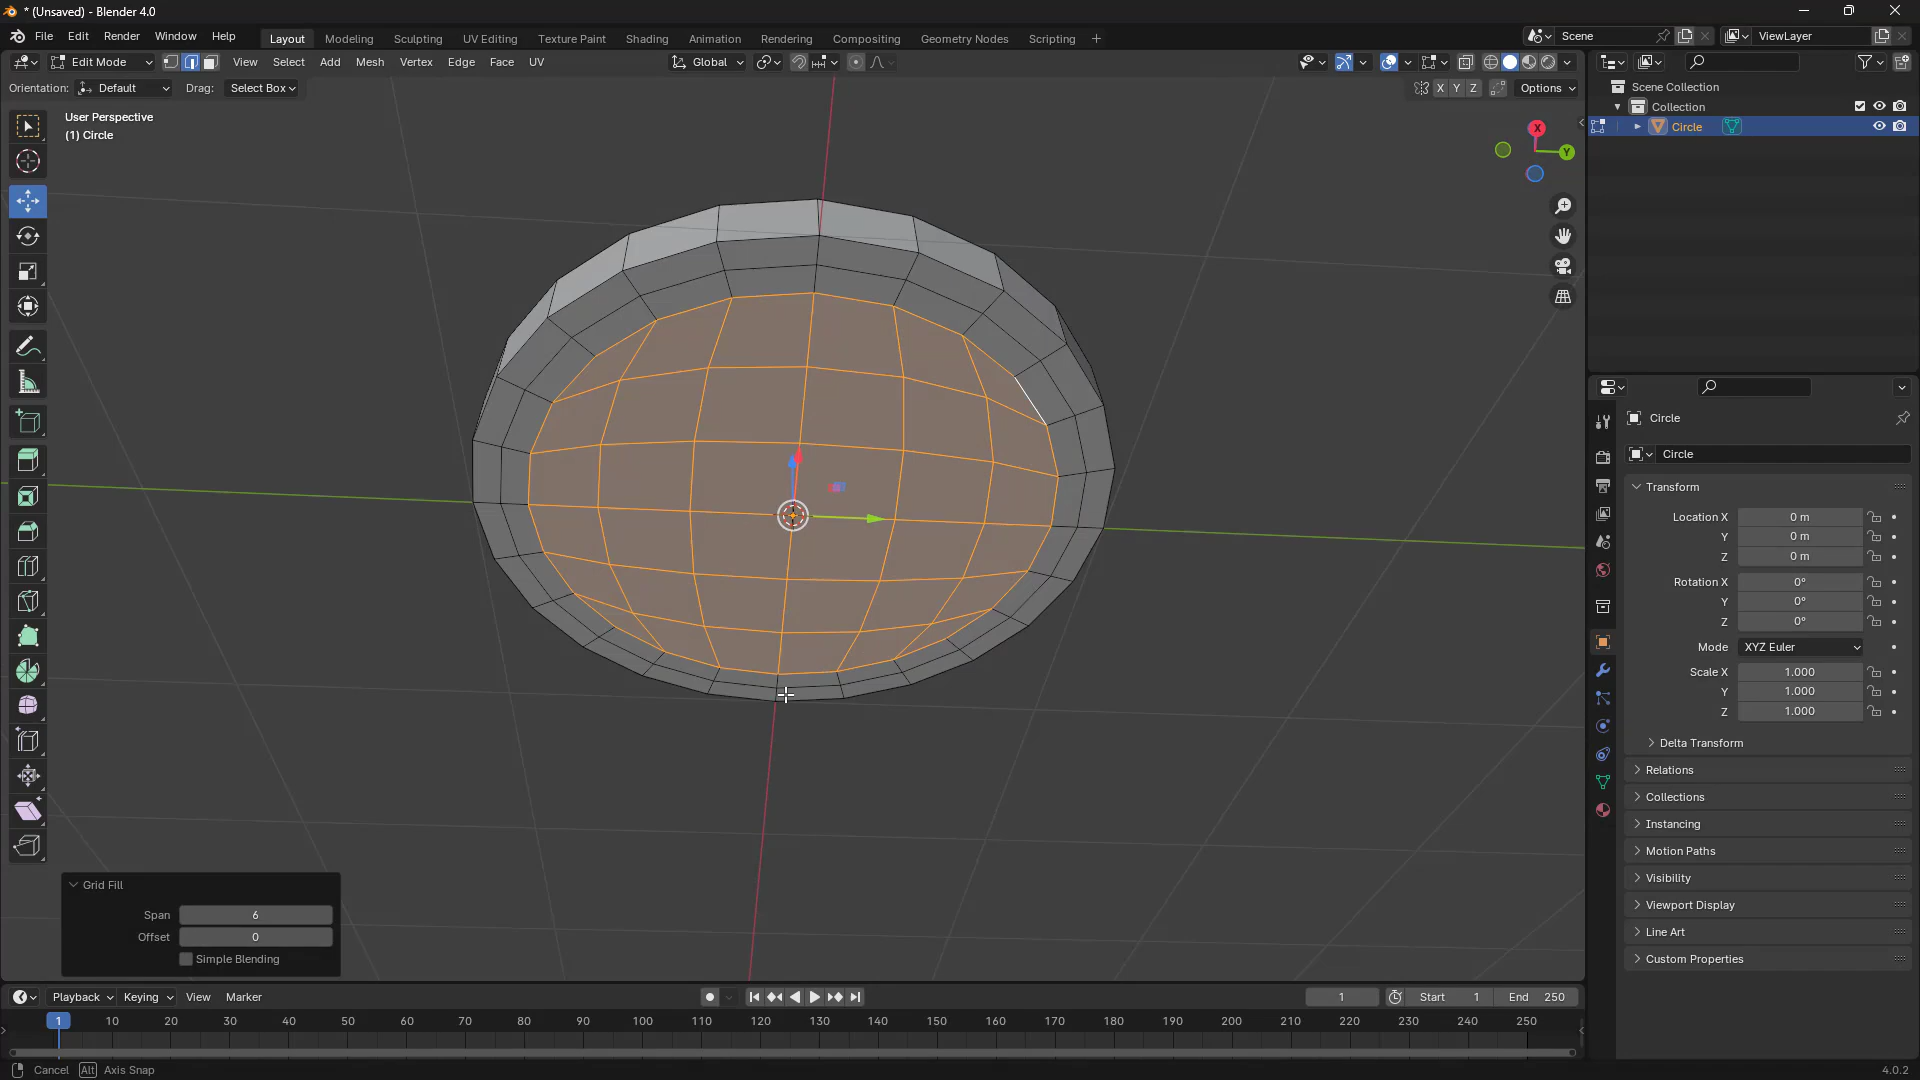 * (Unsaved) - Blender 4.0
File Edit Render Window Help Layout Modeling Sculpting UV Editing Texture Paint Shading Animation Rendering Compositing Geometry Nodes Scripting + Scene ViewLayer
Edit Mode View Select Add Mesh Vertex Edge Face UV Global
Orientation: Default Drag: Select Box X Y Z Options
Scene Collection
Collection
Circle
User Perspective
(1) Circle
X
Y
Circle
Circle
Transform
Location X 0 m
Y 0 m
Z 0 m
Rotation X 0°
Y 0°
Z 0°
Mode XYZ Euler
Scale X 1.000
Y 1.000
Z 1.000
Delta Transform
Relations
Collections
Instancing
Motion Paths
Visibility
Viewport Display
Line Art
Custom Properties
Grid Fill
Span 6
Offset 0
Simple Blending
Playback Keying View Marker 1 Start 1 End 250
1 10 20 30 40 50 60 70 80 90 100 110 120 130 140 150 160 170 180 190 200 210 220 230 240 250
Cancel Alt Axis Snap 4.0.2